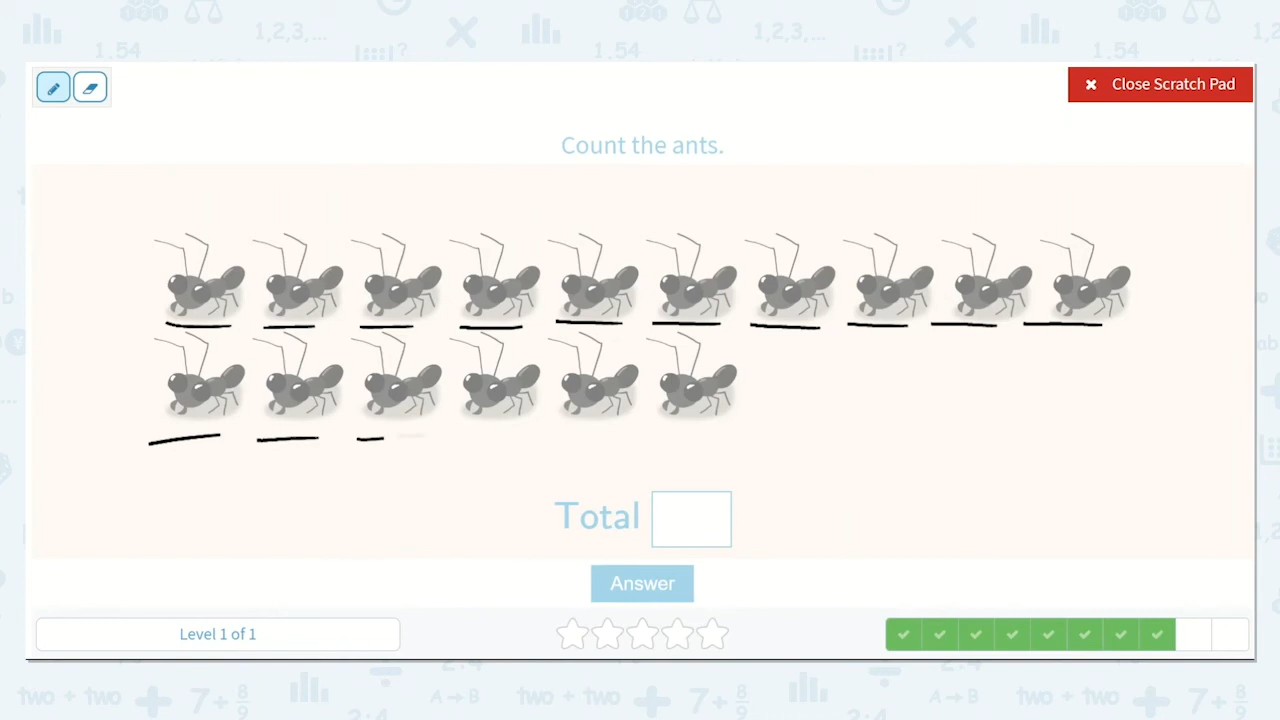 Close Scratch Pad
Count the ants.
Total
Answer
Level 1 of 1